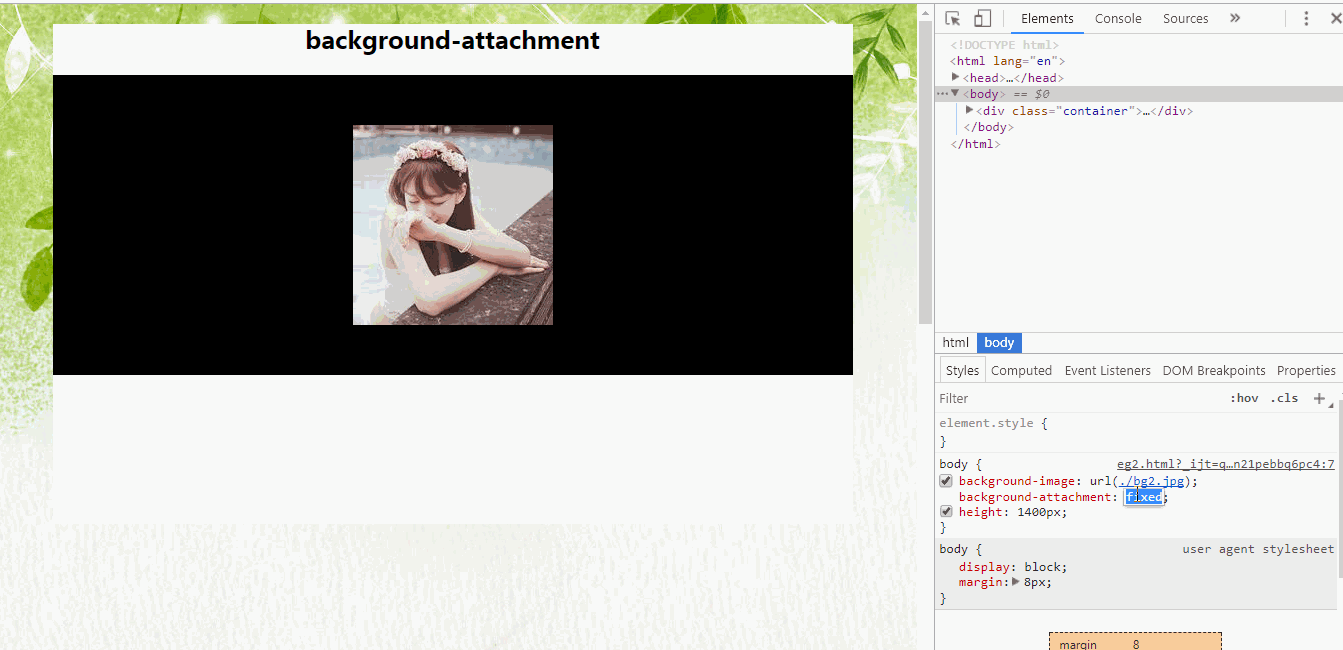 background-attachment
Elements Console Sources »
<!DOCTYPE html>
<html lang="en">
<head>…</head>
<body> == $0
<div class="container">…</div>
</body>
</html>
html body
Styles Computed Event Listeners DOM Breakpoints Properties
Filter :hov .cls +
element.style {
}
body { eg2.html?_ijt=q…n21pebbq6pc4:7
background-image: url(./bg2.jpg);
background-attachment: fixed;
height: 1400px;
}
body { user agent stylesheet
display: block;
margin: 8px;
}
margin 8